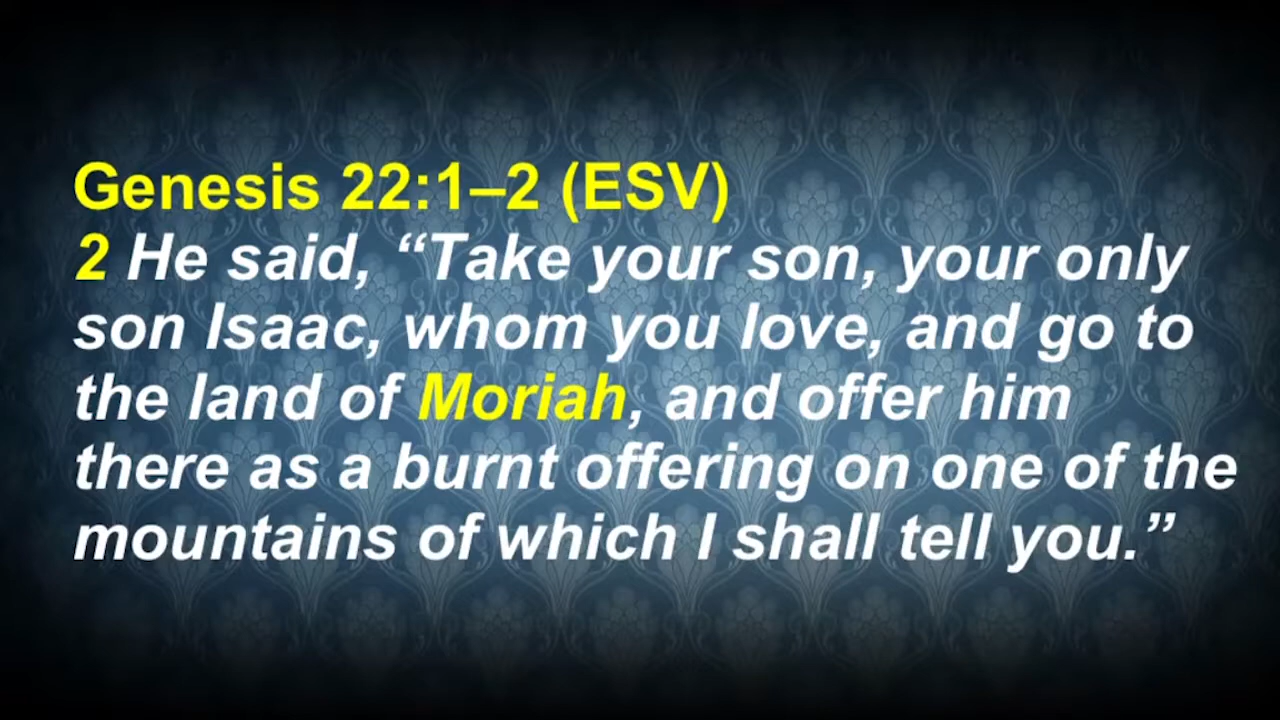 Genesis 22:1–2 (ESV)
2 He said, “Take your son, your only
son Isaac, whom you love, and go to
the land of Moriah, and offer him
there as a burnt offering on one of the
mountains of which I shall tell you.”